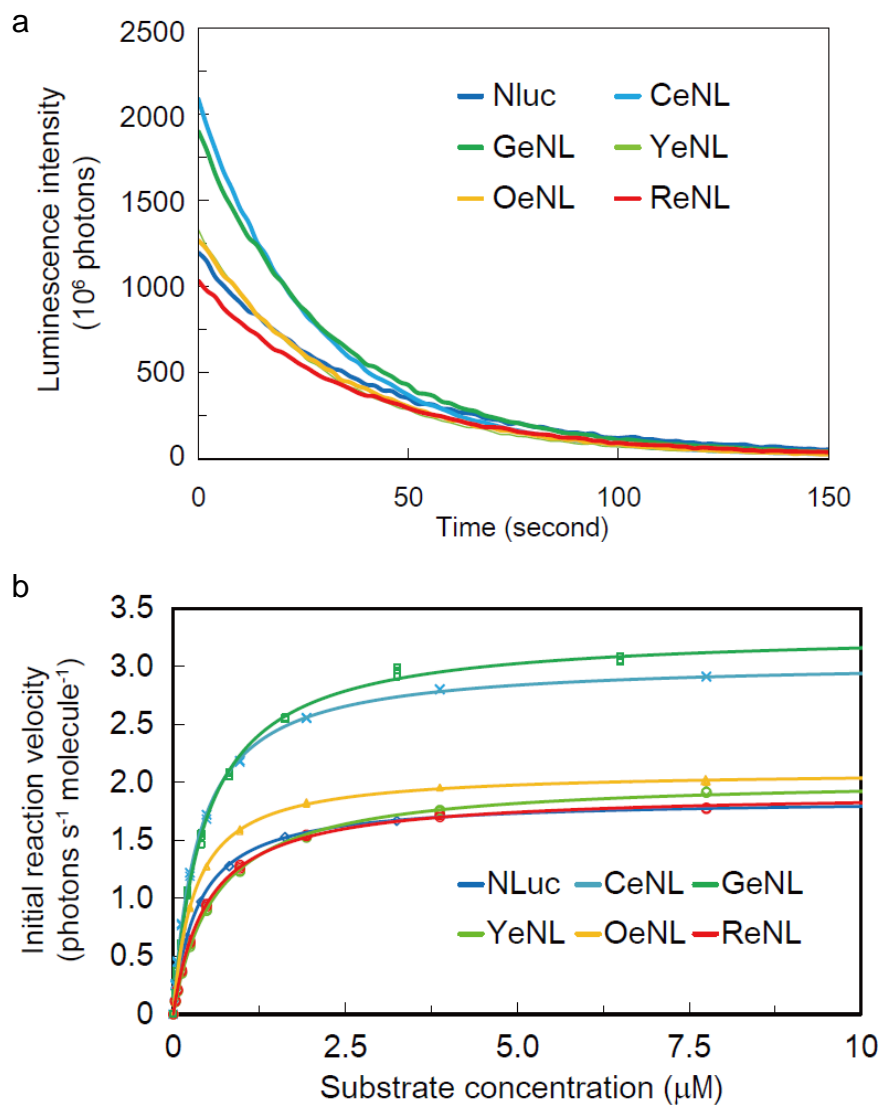 a
Luminescence intensity
(10⁶ photons)
2500
2000
1500
1000
500
0
Nluc CeNL
GeNL YeNL
OeNL ReNL
0 50 100 150
Time (second)
b
Initial reaction velocity
(photons s⁻¹ molecule⁻¹)
3.5
3.0
2.5
2.0
1.5
1.0
0.5
0
NLuc CeNL GeNL
YeNL OeNL ReNL
0 2.5 5.0 7.5 10
Substrate concentration (μM)